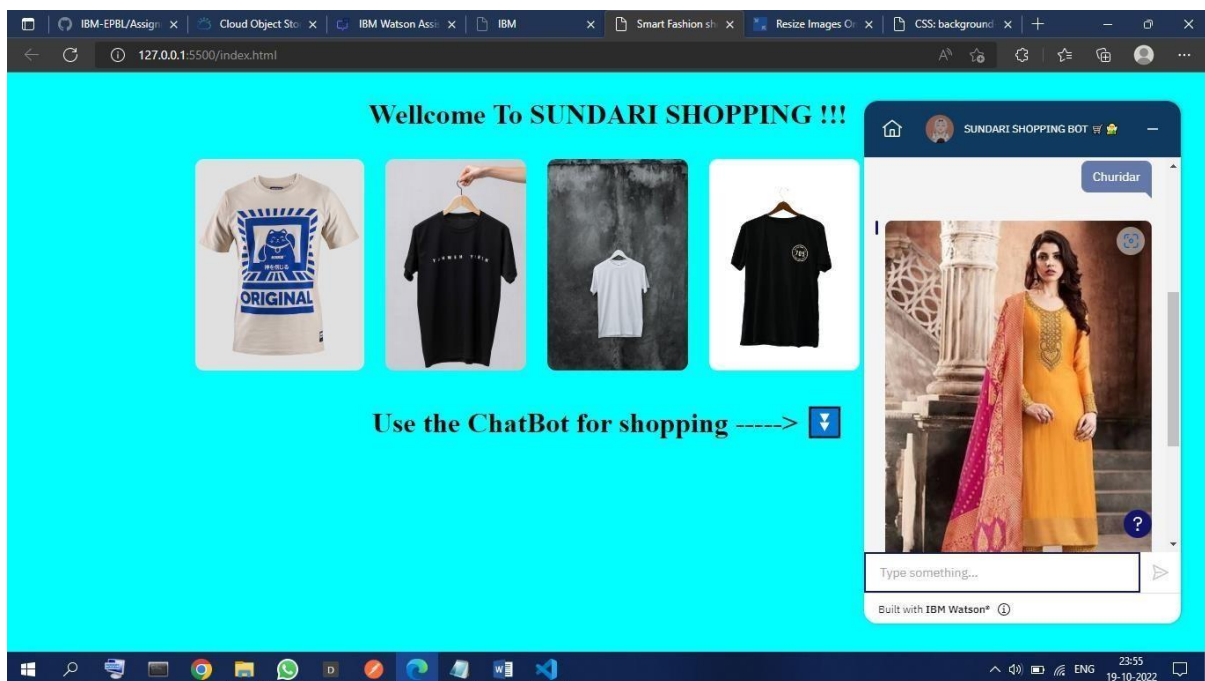 IBM-EPBL/Assign
Cloud Object Sto
IBM Watson Assis
IBM
Smart Fashion sh
Resize Images On
CSS: background
127.0.0.1:5500/index.html
Wellcome To SUNDARI SHOPPING !!!
ORIGINAL
Use the ChatBot for shopping ----->
SUNDARI SHOPPING BOT
Churidar
?
Type something...
Built with IBM Watson®
ENG
23:55
19-10-2022